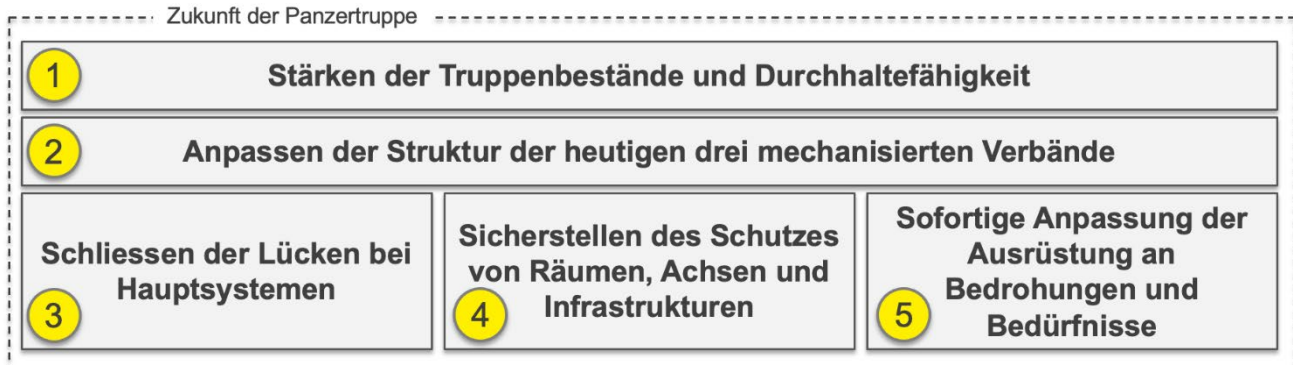 Zukunft der Panzertruppe
1
Stärken der Truppenbestände und Durchhaltefähigkeit
2
Anpassen der Struktur der heutigen drei mechanisierten Verbände
Schliessen der Lücken bei
Hauptsystemen
3
Sicherstellen des Schutzes
von Räumen, Achsen und
Infrastrukturen
4
Sofortige Anpassung der
Ausrüstung an
Bedrohungen und
Bedürfnisse
5